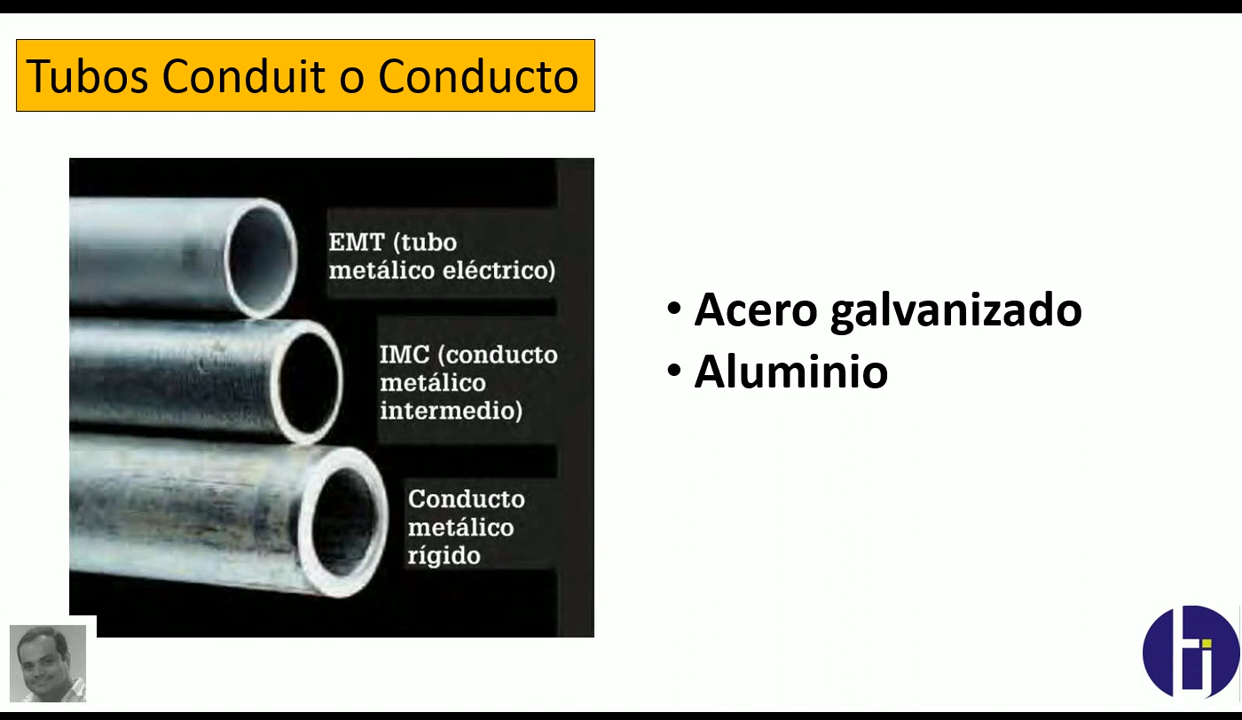 Tubos Conduit o Conducto
EMT (tubo
metálico eléctrico)
IMC (conducto
metálico
intermedio)
Conducto
metálico
rígido
• Acero galvanizado
• Aluminio